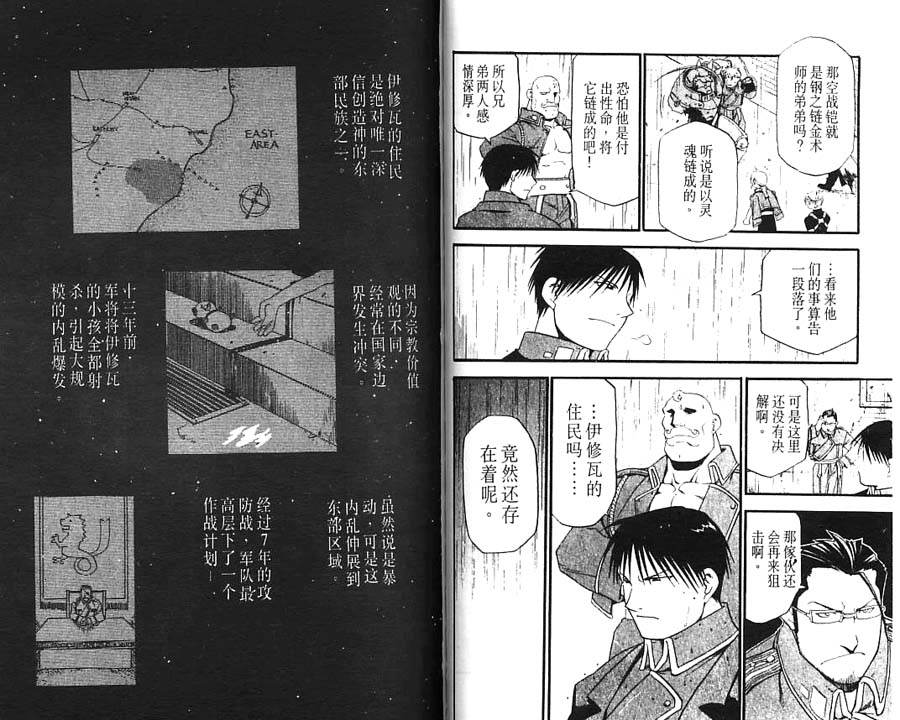 那空战铠就
是钢之链金术
师的弟弟吗？
听说是以灵
魂链成的。
恐怕他是付
出性命，将
它链成的吧！
所以兄
弟两人感
情深厚。
…看来他
们的事算告
一段落了。
可是这里
还没有决
解啊。
那傢伙还
会再来狙
击啊。
…伊修瓦的
住民吗……
竟然还存
在着呢。
伊修瓦的住民
是绝对唯一深
信创造神的东
部民族之一。
EAST
AREA
因为宗教价值
观的不同，
经常在国家边
界发生冲突。
十三年前，
军将将伊修瓦
的小孩全都射
杀，引起大规
模的内乱爆发
虽然说是暴
动，可是这
内乱伸展到
东部区域。
经过7年的攻
防战，军队最
高层下了一个
作战计划—